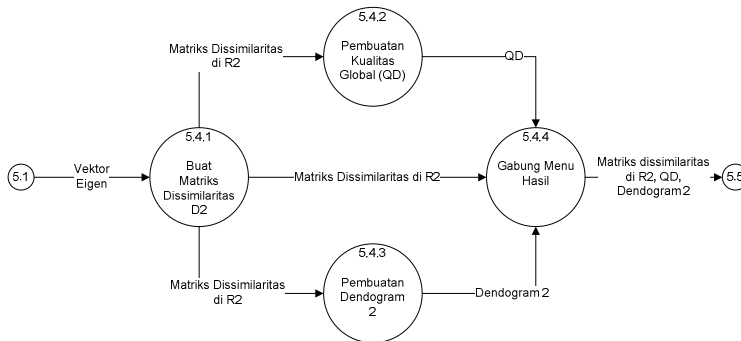 5.4.2
Pembuatan
Kualitas
Global (QD)
Matriks Dissimilaritas
di R2
QD
5.4.1
Buat
Matriks
Dissimilaritas
D2
5.4.4
Gabung Menu
Hasil
5.1
Vektor
Eigen
Matriks Dissimilaritas di R2
Matriks dissimilaritas
di R2, QD,
Dendogram 2
5.5
5.4.3
Pembuatan
Dendogram
2
Matriks Dissimilaritas
di R2
Dendogram 2